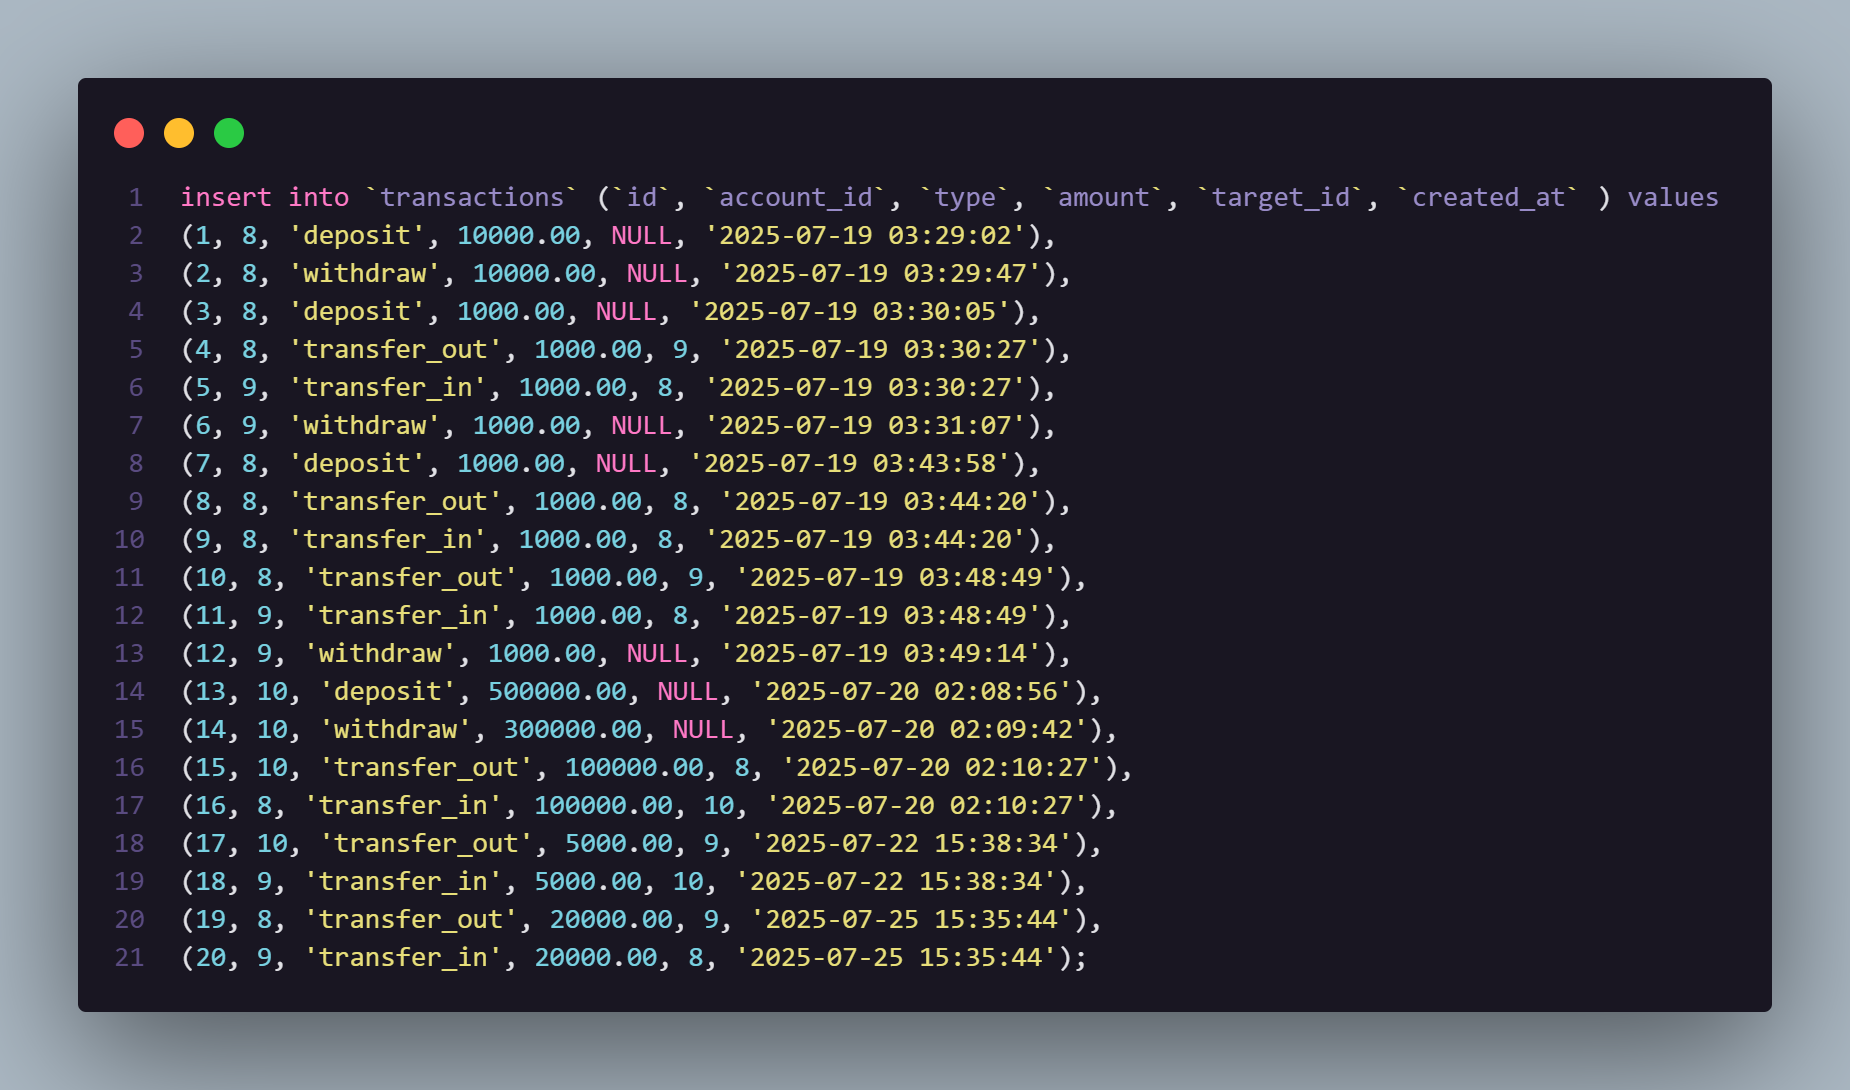 1 insert into `transactions` (`id`, `account_id`, `type`, `amount`, `target_id`, `created_at` ) values
2 (1, 8, 'deposit', 10000.00, NULL, '2025-07-19 03:29:02'),
3 (2, 8, 'withdraw', 10000.00, NULL, '2025-07-19 03:29:47'),
4 (3, 8, 'deposit', 1000.00, NULL, '2025-07-19 03:30:05'),
5 (4, 8, 'transfer_out', 1000.00, 9, '2025-07-19 03:30:27'),
6 (5, 9, 'transfer_in', 1000.00, 8, '2025-07-19 03:30:27'),
7 (6, 9, 'withdraw', 1000.00, NULL, '2025-07-19 03:31:07'),
8 (7, 8, 'deposit', 1000.00, NULL, '2025-07-19 03:43:58'),
9 (8, 8, 'transfer_out', 1000.00, 8, '2025-07-19 03:44:20'),
10 (9, 8, 'transfer_in', 1000.00, 8, '2025-07-19 03:44:20'),
11 (10, 8, 'transfer_out', 1000.00, 9, '2025-07-19 03:48:49'),
12 (11, 9, 'transfer_in', 1000.00, 8, '2025-07-19 03:48:49'),
13 (12, 9, 'withdraw', 1000.00, NULL, '2025-07-19 03:49:14'),
14 (13, 10, 'deposit', 500000.00, NULL, '2025-07-20 02:08:56'),
15 (14, 10, 'withdraw', 300000.00, NULL, '2025-07-20 02:09:42'),
16 (15, 10, 'transfer_out', 100000.00, 8, '2025-07-20 02:10:27'),
17 (16, 8, 'transfer_in', 100000.00, 10, '2025-07-20 02:10:27'),
18 (17, 10, 'transfer_out', 5000.00, 9, '2025-07-22 15:38:34'),
19 (18, 9, 'transfer_in', 5000.00, 10, '2025-07-22 15:38:34'),
20 (19, 8, 'transfer_out', 20000.00, 9, '2025-07-25 15:35:44'),
21 (20, 9, 'transfer_in', 20000.00, 8, '2025-07-25 15:35:44');